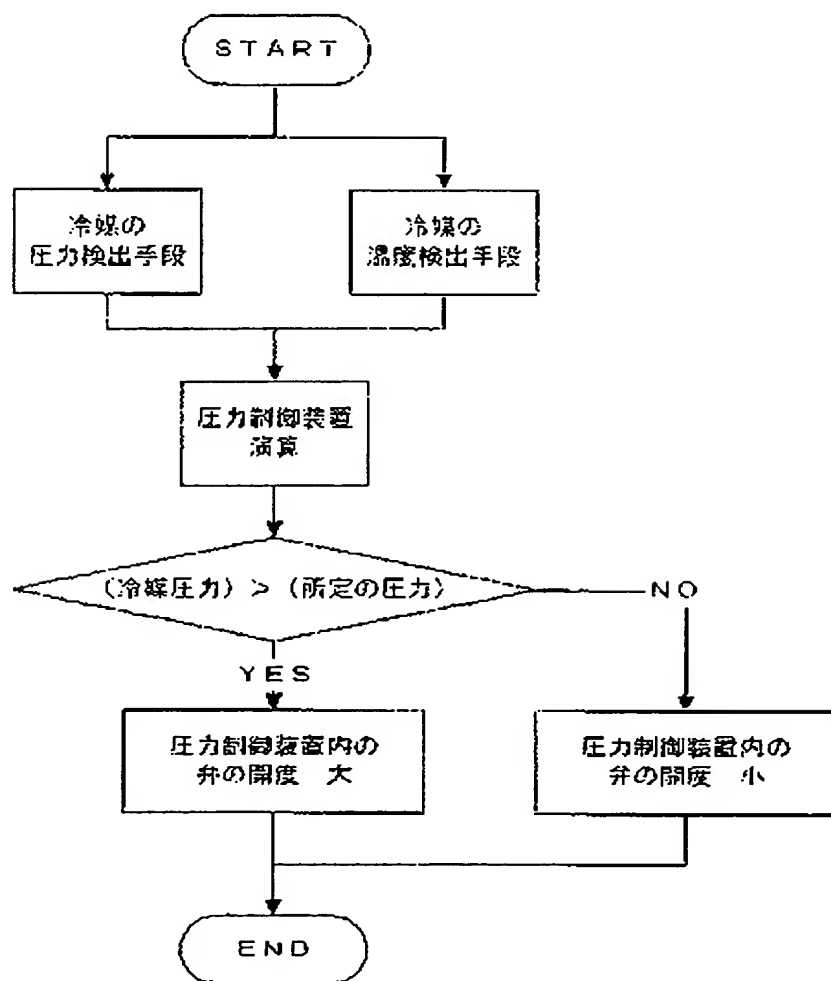 START
冷媒の
圧力検出手段
冷媒の
温度検出手段
圧力制御装置
演算
(冷媒圧力) > (所定の圧力)
NO
YES
圧力制御装置内の
弁の開度 大
圧力制御装置内の
弁の開度 小
END